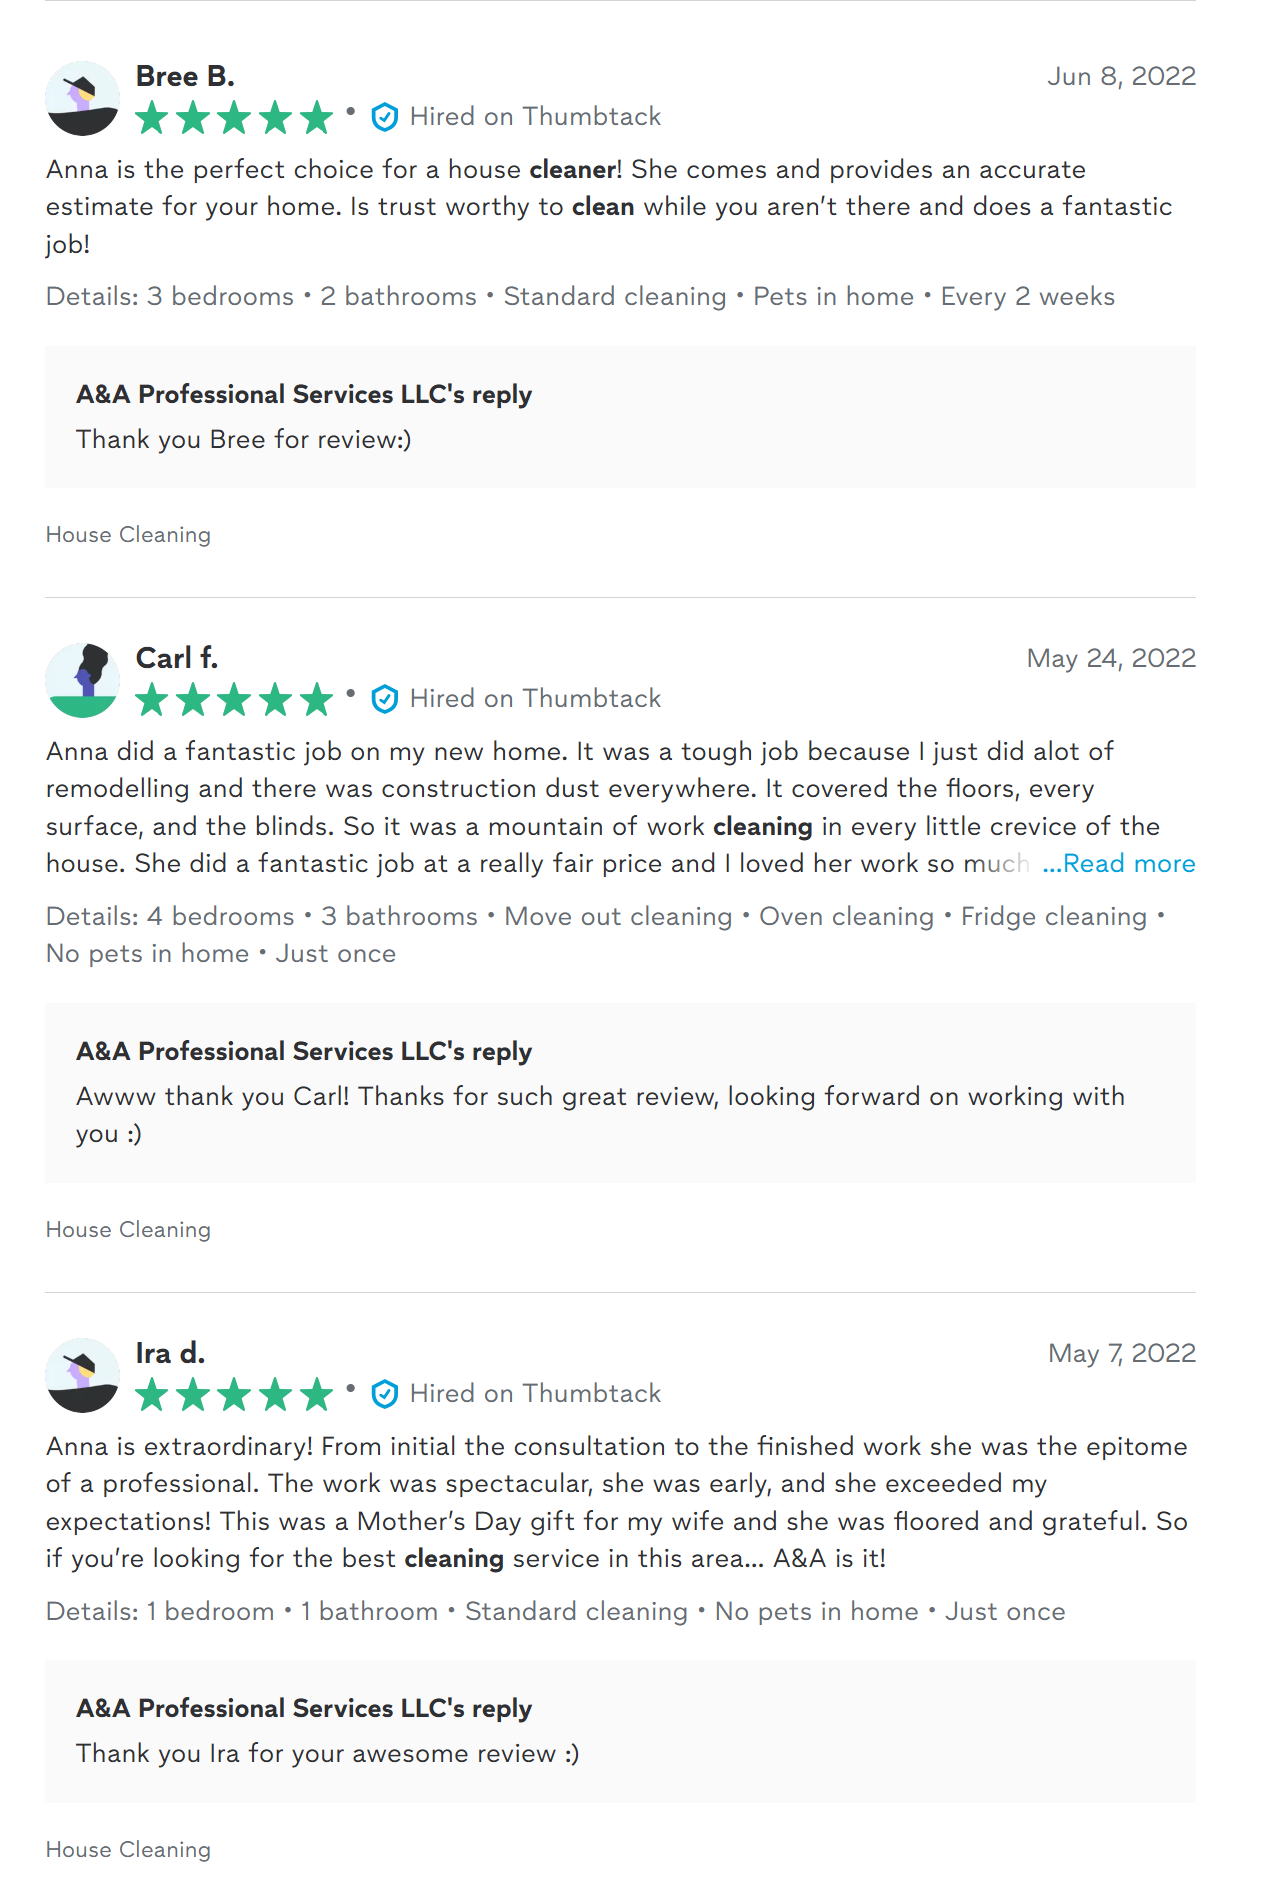 Bree B.
Jun 8, 2022
• Hired on Thumbtack
Anna is the perfect choice for a house cleaner! She comes and provides an accurate
estimate for your home. Is trust worthy to clean while you aren’t there and does a fantastic
job!
Details: 3 bedrooms • 2 bathrooms • Standard cleaning • Pets in home • Every 2 weeks
A&A Professional Services LLC's reply
Thank you Bree for review:)
House Cleaning
Carl f.
May 24, 2022
• Hired on Thumbtack
Anna did a fantastic job on my new home. It was a tough job because I just did alot of
remodelling and there was construction dust everywhere. It covered the floors, every
surface, and the blinds. So it was a mountain of work cleaning in every little crevice of the
house. She did a fantastic job at a really fair price and I loved her work so much ...Read more
Details: 4 bedrooms • 3 bathrooms • Move out cleaning • Oven cleaning • Fridge cleaning •
No pets in home • Just once
A&A Professional Services LLC's reply
Awww thank you Carl! Thanks for such great review, looking forward on working with
you :)
House Cleaning
Ira d.
May 7, 2022
• Hired on Thumbtack
Anna is extraordinary! From initial the consultation to the finished work she was the epitome
of a professional. The work was spectacular, she was early, and she exceeded my
expectations! This was a Mother’s Day gift for my wife and she was floored and grateful. So
if you’re looking for the best cleaning service in this area... A&A is it!
Details: 1 bedroom • 1 bathroom • Standard cleaning • No pets in home • Just once
A&A Professional Services LLC's reply
Thank you Ira for your awesome review :)
House Cleaning